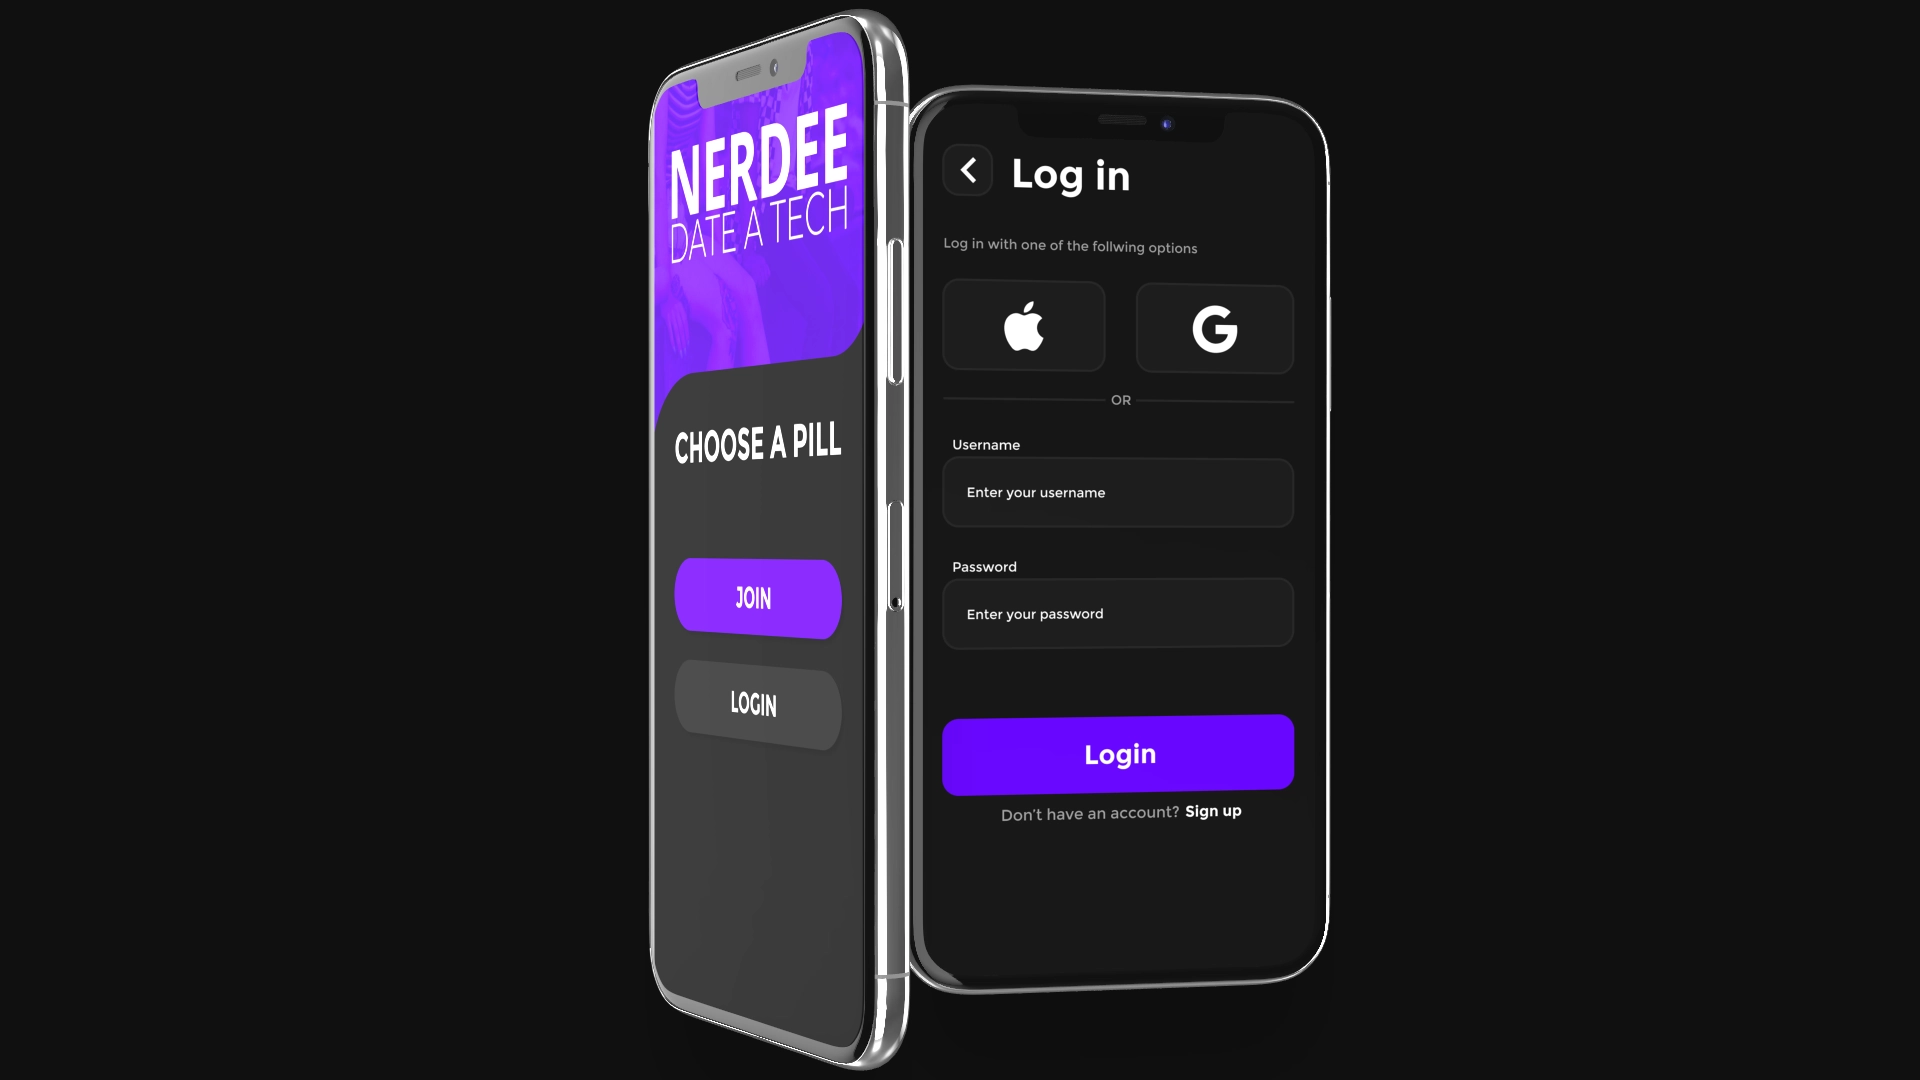 NERDEE
DATE A TECH
CHOOSE A PILL
JOIN
LOGIN
Log in
Log in with one of the follwing options
OR
Username
Enter your username
Password
Enter your password
Login
Don't have an account? Sign up